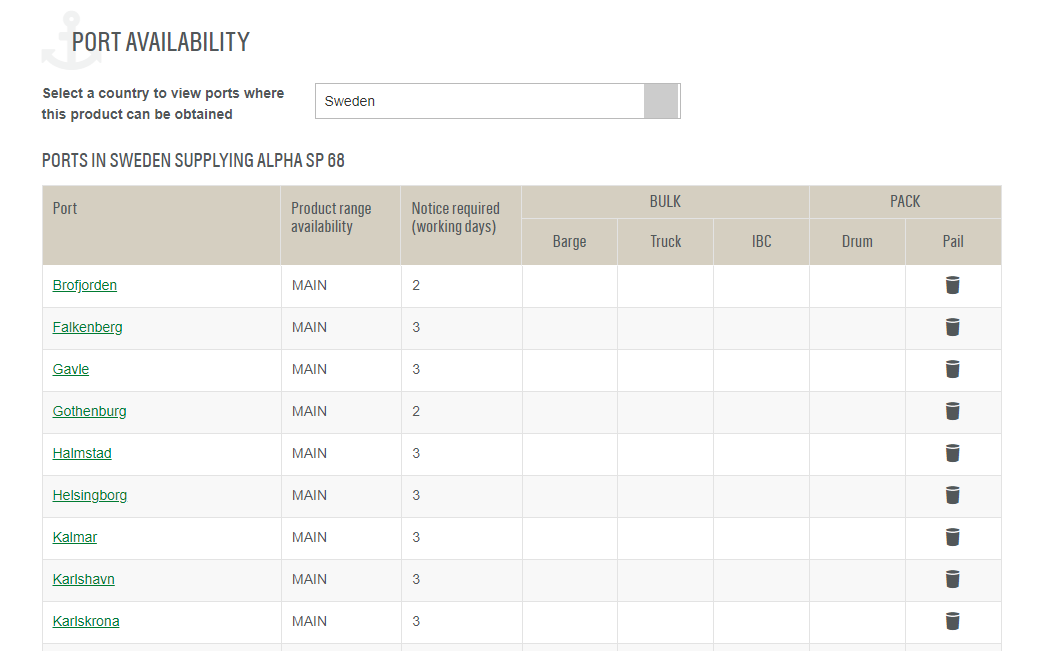 PORT AVAILABILITY
Select a country to view ports where
this product can be obtained
Sweden
PORTS IN SWEDEN SUPPLYING ALPHA SP 68
Port
Product range
availability
Notice required
(working days)
BULK
PACK
Barge
Truck
IBC
Drum
Pail
Brofjorden MAIN 2
Falkenberg MAIN 3
Gavle MAIN 3
Gothenburg MAIN 2
Halmstad MAIN 3
Helsingborg MAIN 3
Kalmar MAIN 3
Karlshavn MAIN 3
Karlskrona MAIN 3